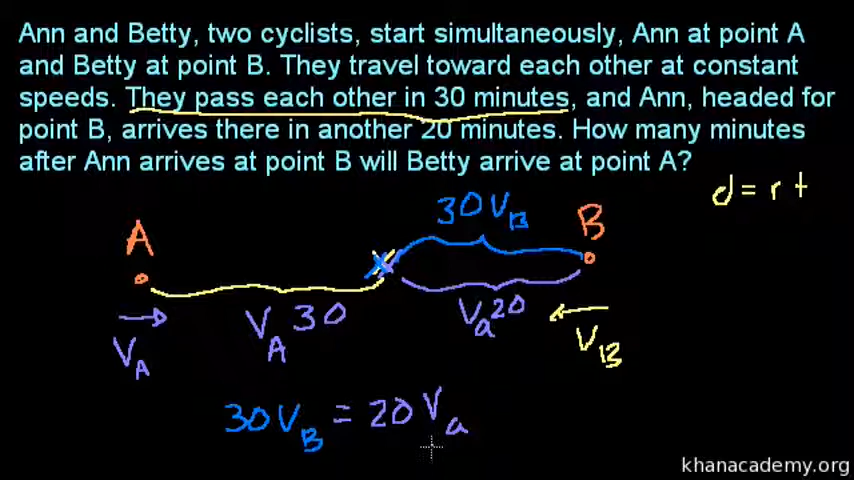 Ann and Betty, two cyclists, start simultaneously, Ann at point A
and Betty at point B. They travel toward each other at constant
speeds. They pass each other in 30 minutes, and Ann, headed for
point B, arrives there in another 20 minutes. How many minutes
after Ann arrives at point B will Betty arrive at point A?
d = r t
30 V_B
A
B
V_A 30
V_a 20
V_A
V_B
30 V_B = 20 V_a
khanacademy.org